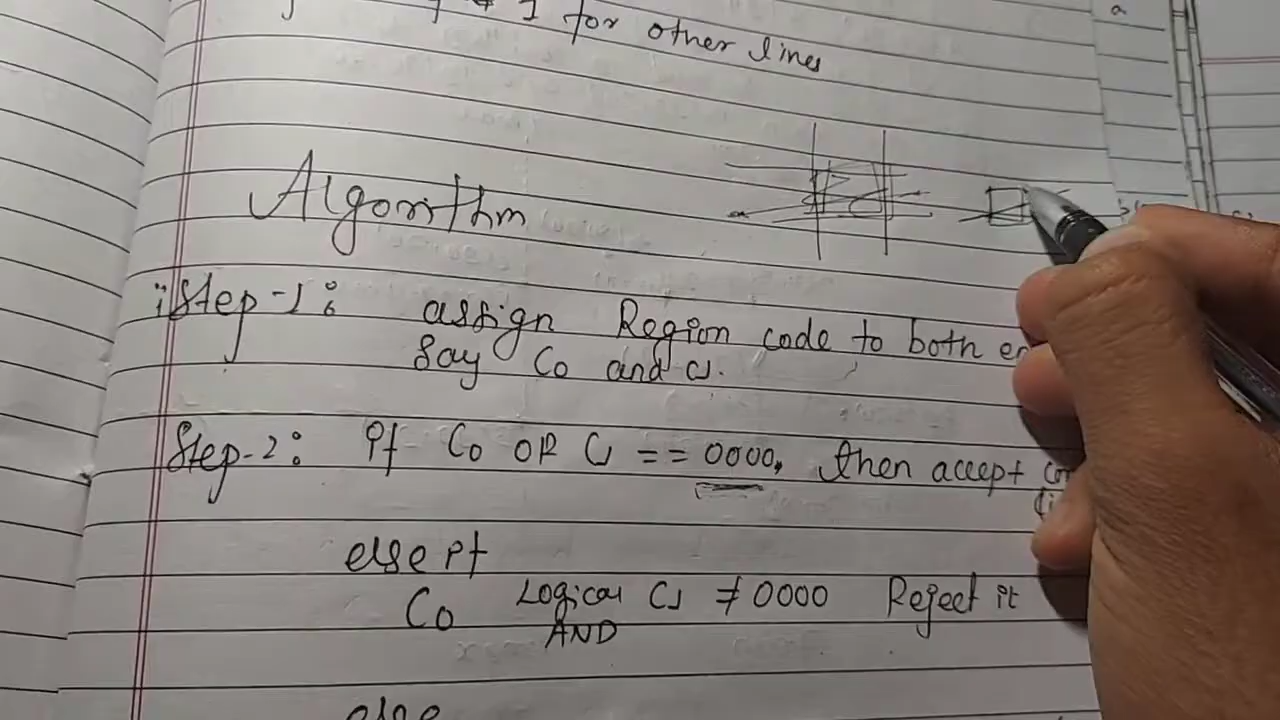 1 for other lines
Algorithm
Step-1: assign Region code to both
say C0 and C1.
Step-2: If C0 OR C1 == 0000, then accept
else if
C0 Logical C1 ≠ 0000 Reject it
AND
else